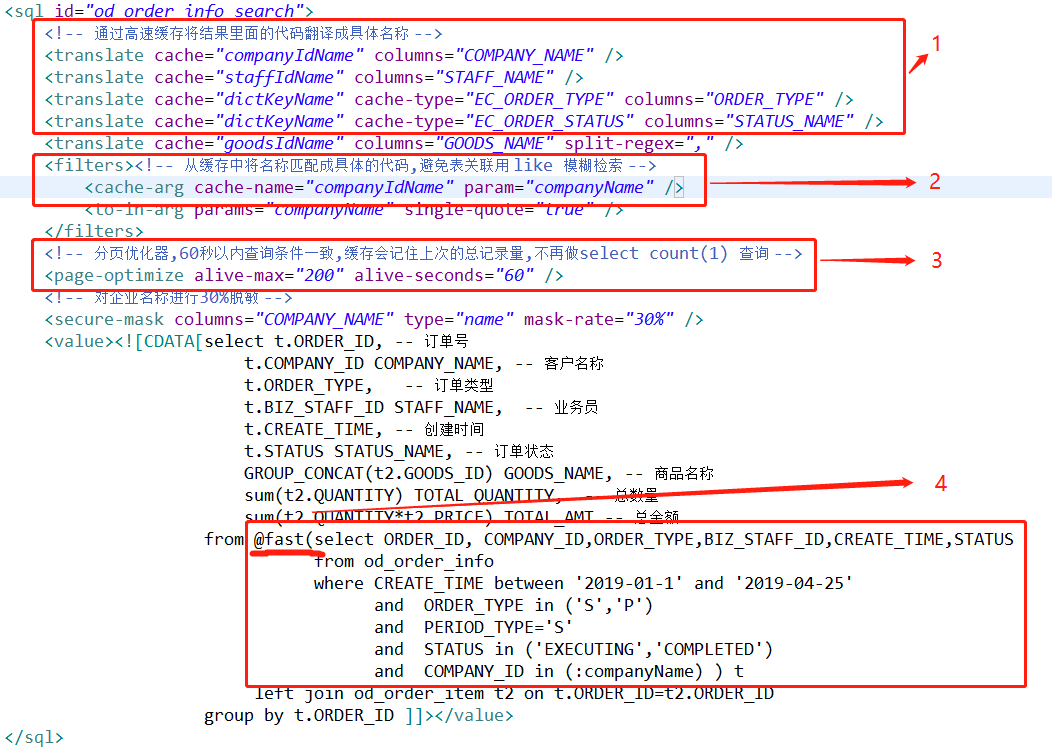 <sql id="od_order_info_search">
<!-- 通过高速缓存将结果里面的代码翻译成具体名称 -->
<translate cache="companyIdName" columns="COMPANY_NAME" />
<translate cache="staffIdName" columns="STAFF_NAME" />
<translate cache="dictKeyName" cache-type="EC_ORDER_TYPE" columns="ORDER_TYPE" />
<translate cache="dictKeyName" cache-type="EC_ORDER_STATUS" columns="STATUS_NAME" />
1
<translate cache="goodsIdName" columns="GOODS_NAME" split-regex="," />
<filters><!-- 从缓存中将名称匹配成具体的代码,避免表关联用 like 模糊检索 -->
<cache-arg cache-name="companyIdName" param="companyName" />
2
<to-in-arg params="companyName" single-quote="true" />
</filters>
<!-- 分页优化器,60秒以内查询条件一致,缓存会记住上次的总记录量,不再做select count(1) 查询 -->
<page-optimize alive-max="200" alive-seconds="60" />
3
<!-- 对企业名称进行30%脱敏 -->
<secure-mask columns="COMPANY_NAME" type="name" mask-rate="30%" />
<value><![CDATA[select t.ORDER_ID, -- 订单号
t.COMPANY_ID COMPANY_NAME, -- 客户名称
t.ORDER_TYPE, -- 订单类型
t.BIZ_STAFF_ID STAFF_NAME, -- 业务员
t.CREATE_TIME, -- 创建时间
t.STATUS STATUS_NAME, -- 订单状态
GROUP_CONCAT(t2.GOODS_ID) GOODS_NAME, -- 商品名称
sum(t2.QUANTITY) TOTAL_QUANTITY, -- 总数量
4
sum(t2.QUANTITY*t2.PRICE) TOTAL_AMT -- 总金额
from @fast(select ORDER_ID, COMPANY_ID,ORDER_TYPE,BIZ_STAFF_ID,CREATE_TIME,STATUS
from od_order_info
where CREATE_TIME between '2019-01-1' and '2019-04-25'
and ORDER_TYPE in ('S','P')
and PERIOD_TYPE='S'
and STATUS in ('EXECUTING','COMPLETED')
and COMPANY_ID in (:companyName) ) t
left join od_order_item t2 on t.ORDER_ID=t2.ORDER_ID
group by t.ORDER_ID ]]></value>
</sql>